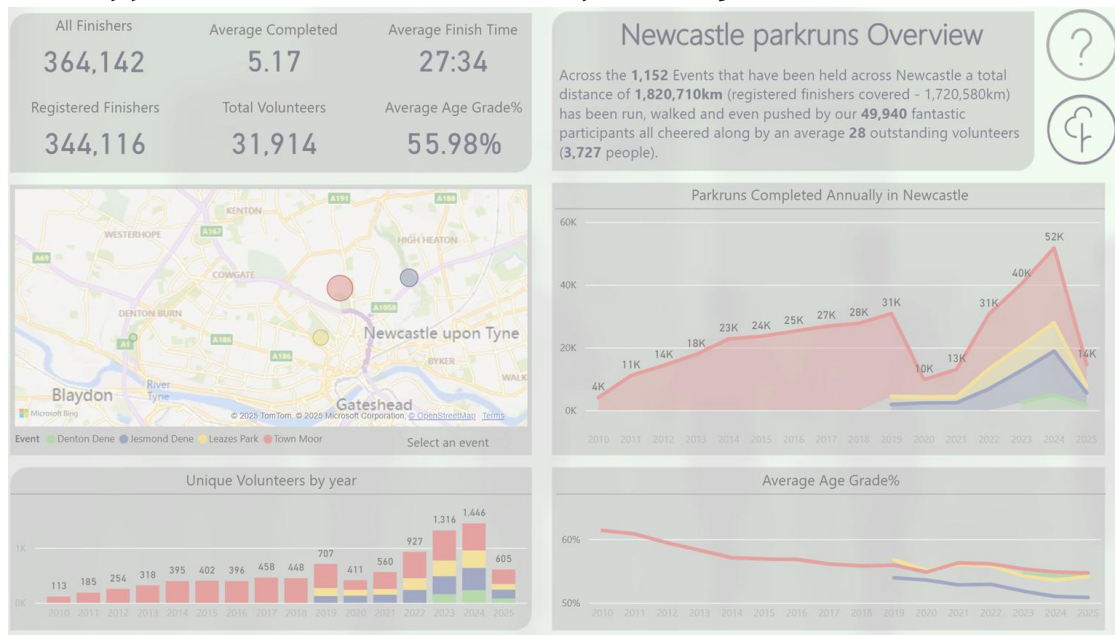 All Finishers
364,142
Average Completed
5.17
Average Finish Time
27:34
Registered Finishers
344,116
Total Volunteers
31,914
Average Age Grade%
55.98%
Newcastle parkruns Overview
Across the 1,152 Events that have been held across Newcastle a total
distance of 1,820,710km (registered finishers covered - 1,720,580km)
has been run, walked and even pushed by our 49,940 fantastic
participants all cheered along by an average 28 outstanding volunteers
(3,727 people).
?
A191
A188
KENTON
WESTERHOPE
A167
HIGH HEATON
A69
COWGATE
A1058
DENTON BURN
Newcastle upon Tyne
A1
A186
A186
BYKER
WALK
River
Tyne
Blaydon
Gateshead
Microsoft Bing
© 2025 TomTom, © 2025 Microsoft Corporation, © OpenStreetMap Terms
Event Denton Dene Jesmond Dene Leazes Park Town Moor
Select an event
Parkruns Completed Annually in Newcastle
60K
40K
20K
0K
4K 11K 14K 18K 23K 24K 25K 27K 28K 31K 10K 13K 31K 40K 52K 14K
2010 2011 2012 2013 2014 2015 2016 2017 2018 2019 2020 2021 2022 2023 2024 2025
Unique Volunteers by year
1K
0K
113 185 254 318 395 402 396 458 448 707 411 560 927 1,316 1,446 605
2010 2011 2012 2013 2014 2015 2016 2017 2018 2019 2020 2021 2022 2023 2024 2025
Average Age Grade%
60%
50%
2010 2011 2012 2013 2014 2015 2016 2017 2018 2019 2020 2021 2022 2023 2024 2025